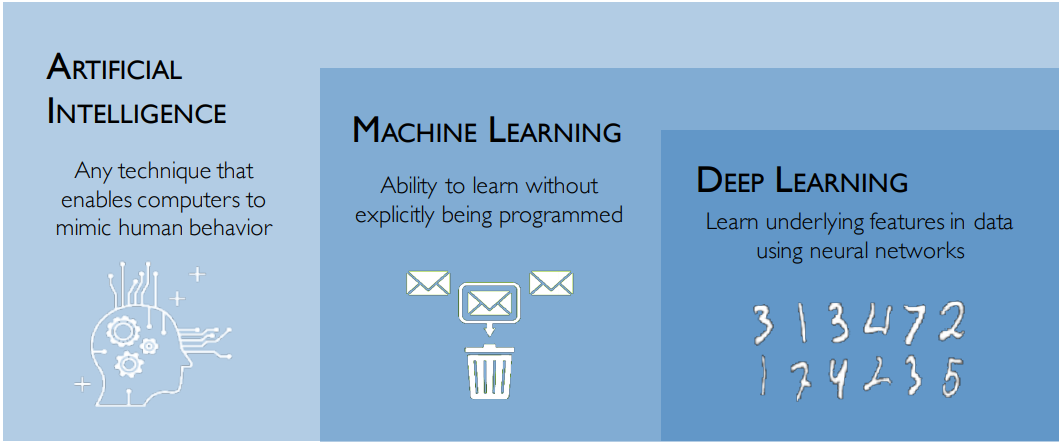 ARTIFICIAL
INTELLIGENCE
Any technique that
enables computers to
mimic human behavior
MACHINE LEARNING
Ability to learn without
explicitly being programmed
DEEP LEARNING
Learn underlying features in data
using neural networks
3 1 3 4 7 2
1 7 4 2 3 5